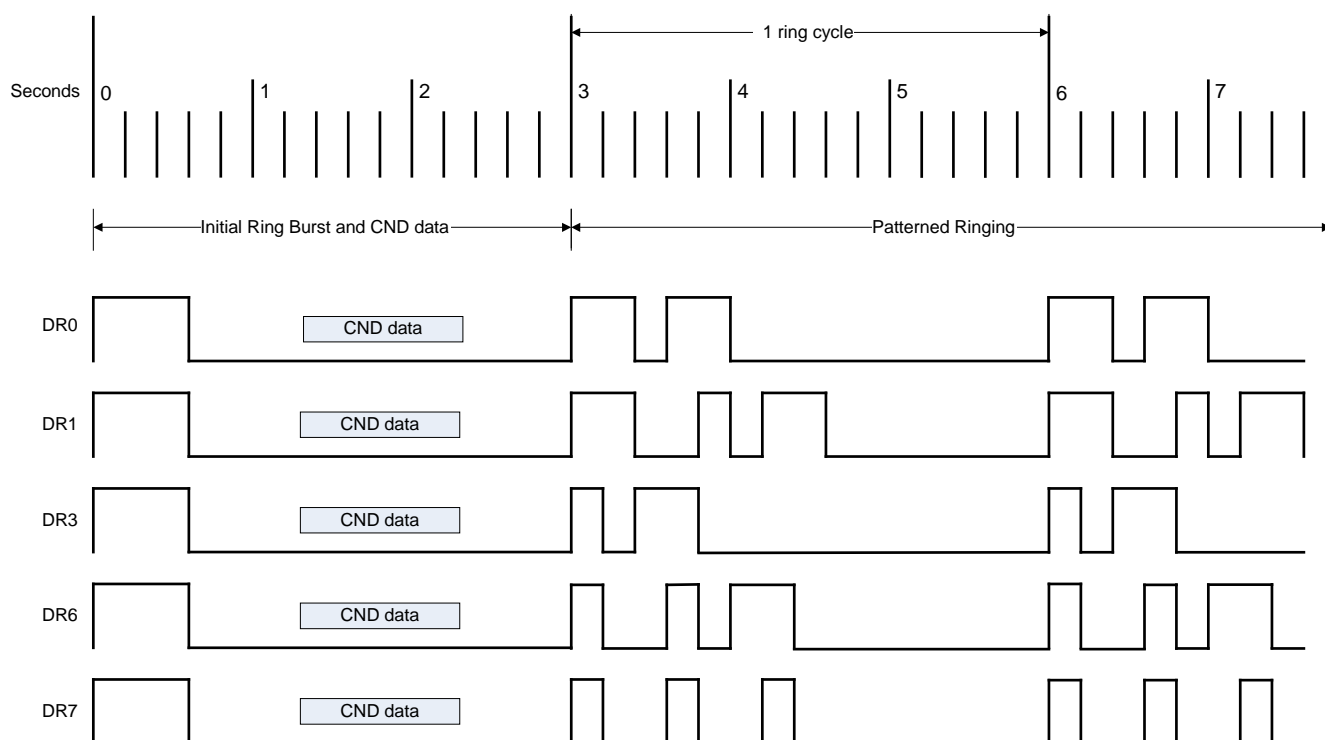 1 ring cycle
Seconds 0 1 2 3 4 5 6 7
Initial Ring Burst and CND data Patterned Ringing
DR0 CND data
DR1 CND data
DR3 CND data
DR6 CND data
DR7 CND data